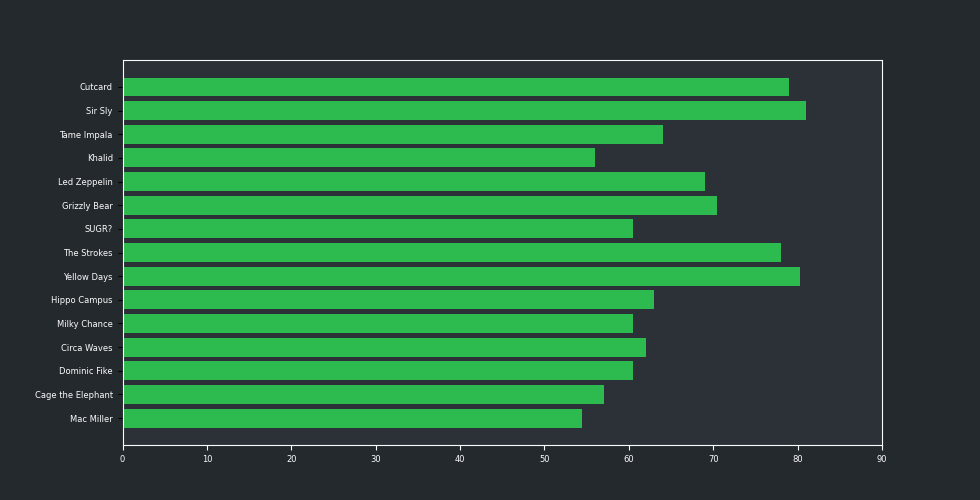 Cutcard
Sir Sly
Tame Impala
Khalid
Led Zeppelin
Grizzly Bear
SUGR?
The Strokes
Yellow Days
Hippo Campus
Milky Chance
Circa Waves
Dominic Fike
Cage the Elephant
Mac Miller
0 10 20 30 40 50 60 70 80 90